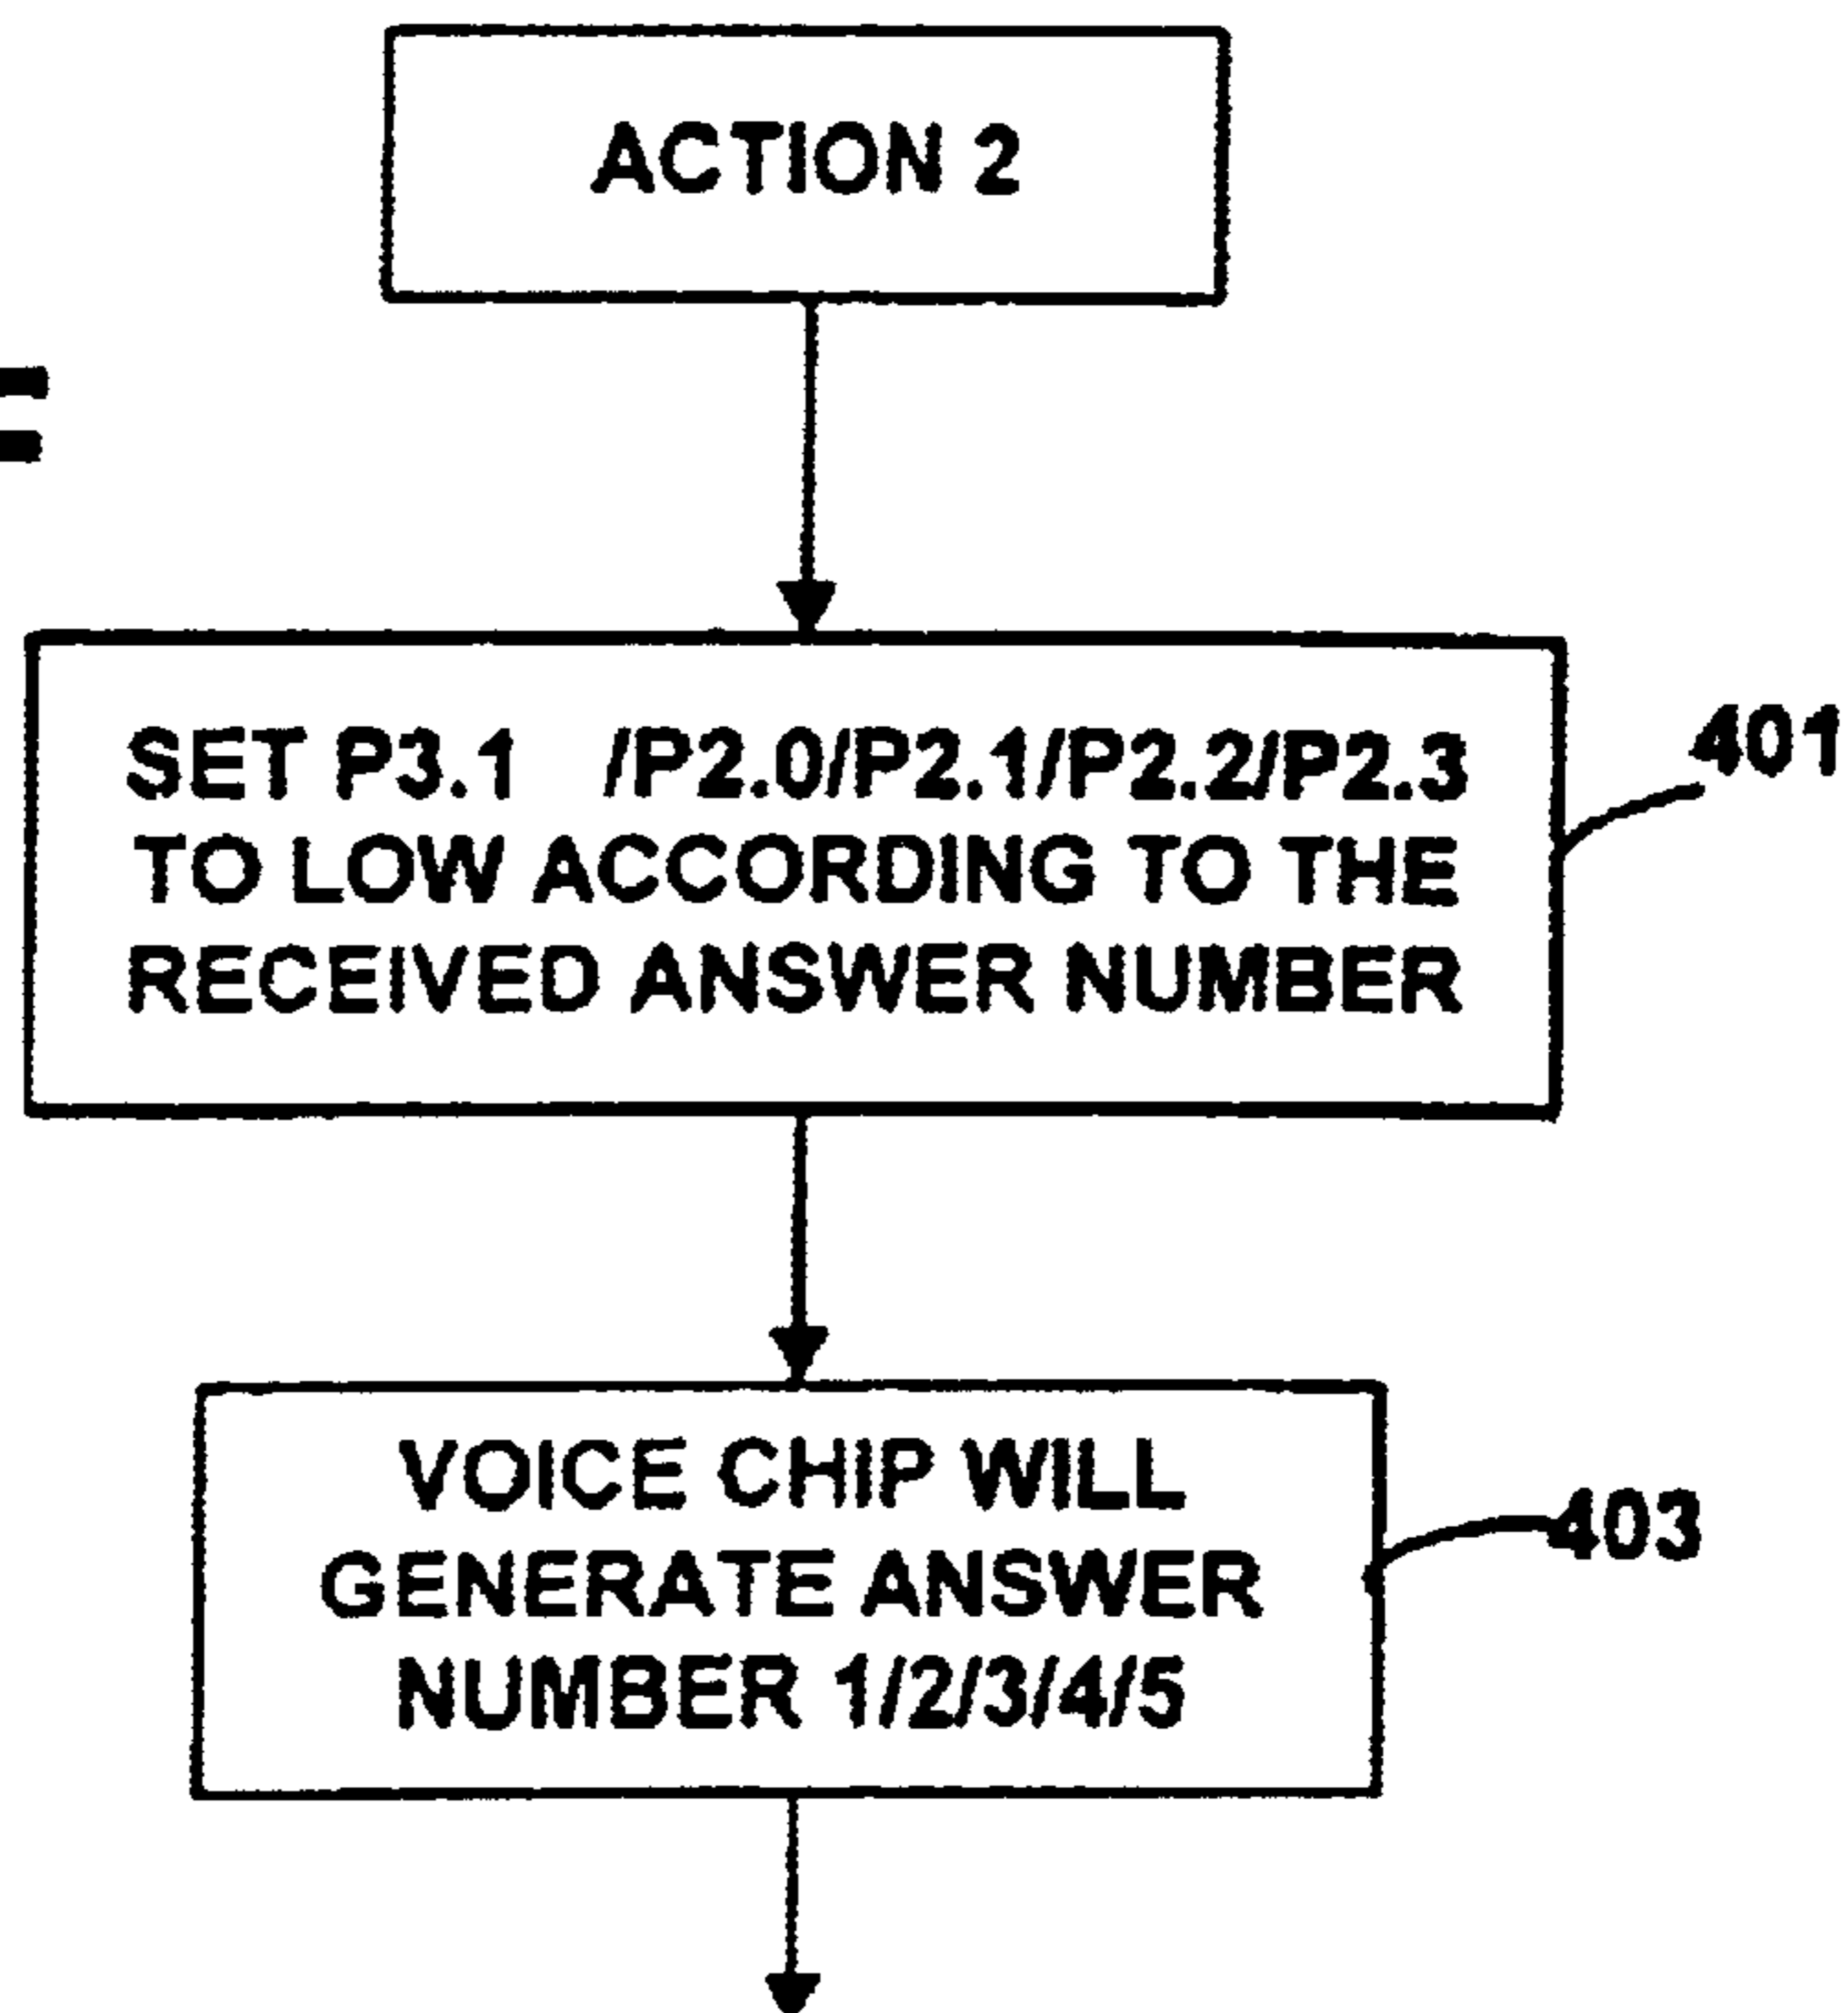 ACTION 2
SET P3.1 /P2.0/P2.1/P2.2/P2.3
TO LOW ACCORDING TO THE
RECEIVED ANSWER NUMBER
401
VOICE CHIP WILL
GENERATE ANSWER
NUMBER 1/2/3/4/5
403